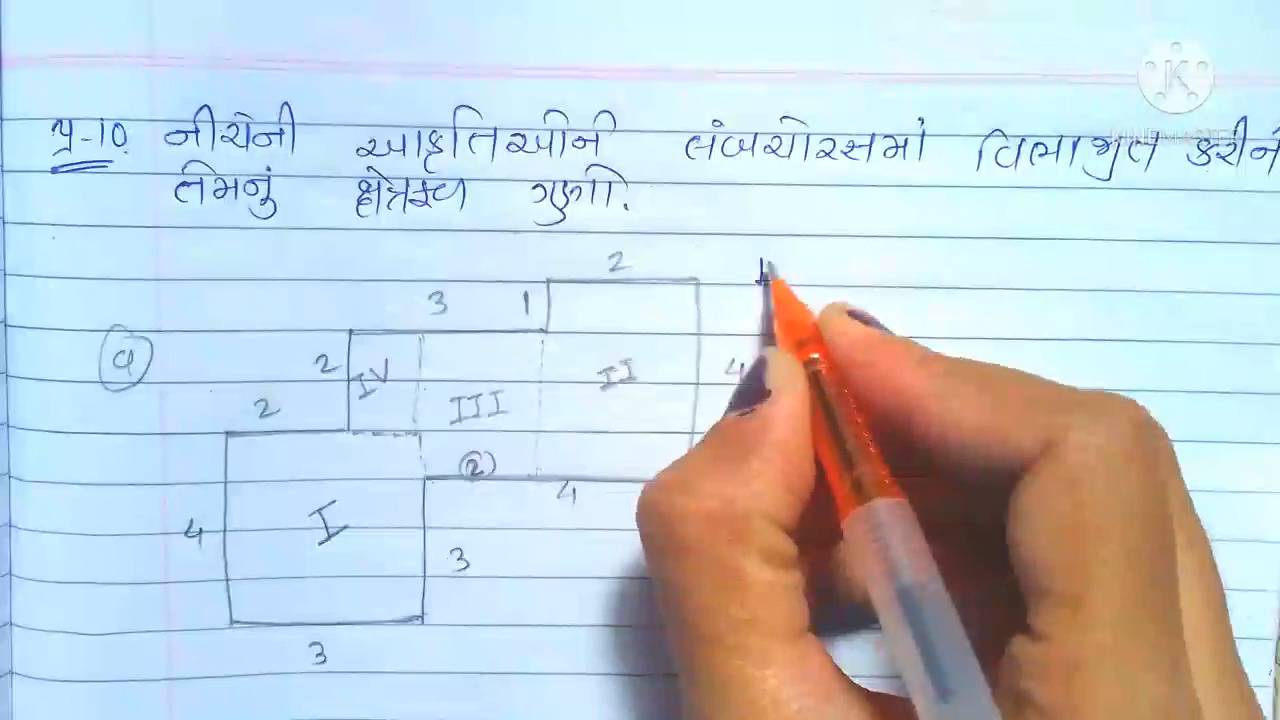 પ્ર-10. નીચેની આકૃતિઓને લંબચોરસમાં વિભાજીત કરીને
તેમનું ક્ષેત્રફળ ગણો.
2
3 1
a
2 IV II 4
2 III
(2)
4
4 I
3
3
K
KINEMASTER